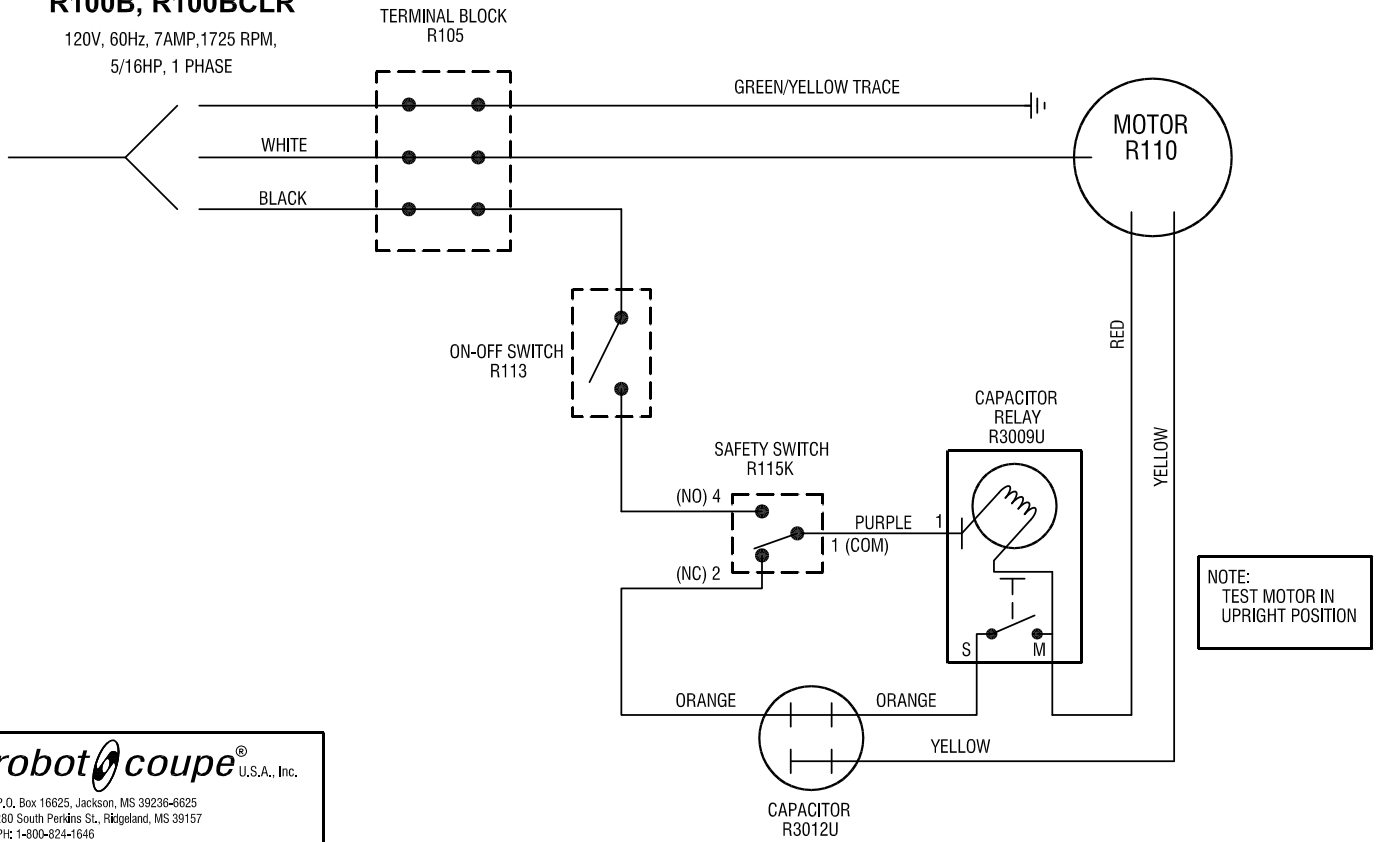 R100B, R100BCLR
120V, 60Hz, 7AMP,1725 RPM,
5/16HP, 1 PHASE
TERMINAL BLOCK
R105
GREEN/YELLOW TRACE
WHITE
BLACK
MOTOR
R110
ON-OFF SWITCH
R113
RED
YELLOW
CAPACITOR
RELAY
R3009U
SAFETY SWITCH
R115K
(NO) 4
PURPLE
1
1 (COM)
(NC) 2
S
M
NOTE:
TEST MOTOR IN
UPRIGHT POSITION
ORANGE
ORANGE
YELLOW
CAPACITOR
R3012U
robot coupe®
U.S.A., Inc.
P.O. Box 16625, Jackson, MS 39236-6625
280 South Perkins St., Ridgeland, MS 39157
PH: 1-800-824-1646